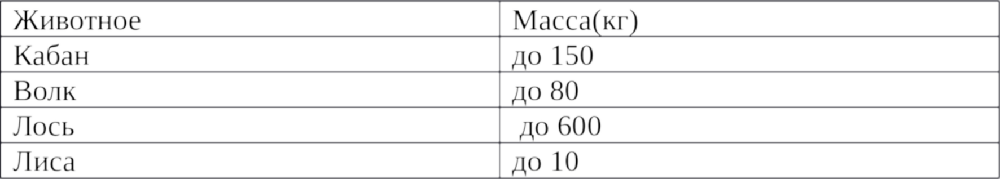 Животное Масса(кг)
Кабан до 150
Волк до 80
Лось до 600
Лиса до 10